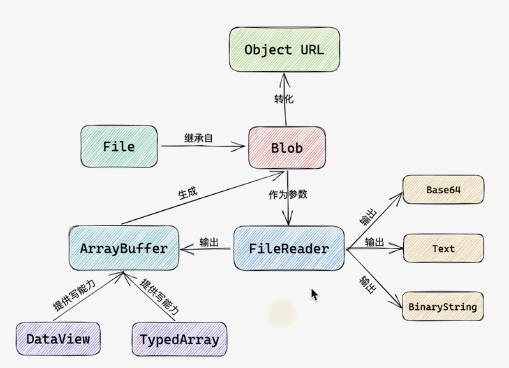 Object URL
转化
File
继承自
Blob
生成
作为参数
Base64
输出
ArrayBuffer
输出
FileReader
输出
Text
输出
BinaryString
提供写能力
提供写能力
DataView
TypedArray